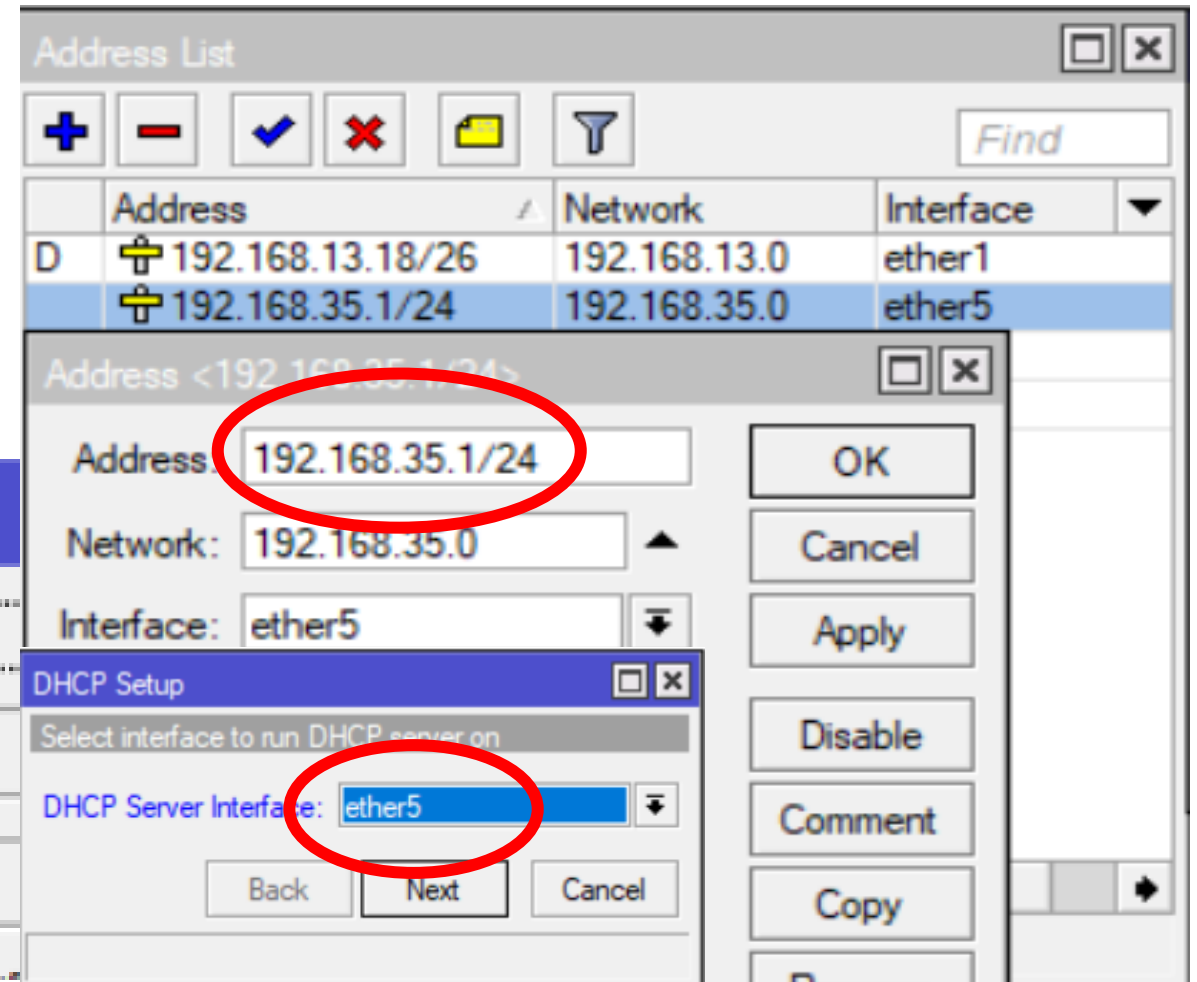 Address List
Find
Address Network Interface
D 192.168.13.18/26 192.168.13.0 ether1
192.168.35.1/24 192.168.35.0 ether5
Address <192.168.35.1/24>
Address: 192.168.35.1/24
OK
Network: 192.168.35.0
Cancel
Interface: ether5
Apply
DHCP Setup
Select interface to run DHCP server on
Disable
DHCP Server Interface: ether5
Comment
Back Next Cancel
Copy